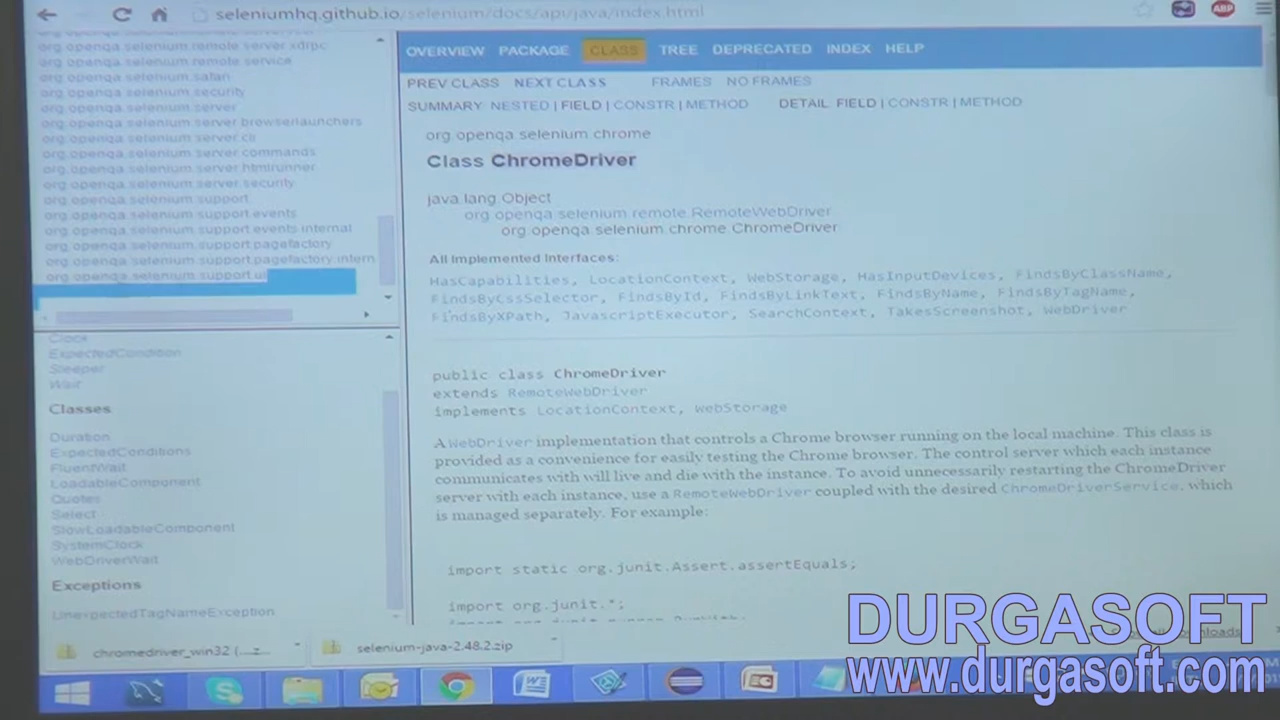 seleniumhq.github.io/selenium/docs/api/java/index.html
ABP
org.openqa.selenium.remote.server.xdrpc
org.openqa.selenium.remote.service
org.openqa.selenium.safari
org.openqa.selenium.security
org.openqa.selenium.server
org.openqa.selenium.server.browserlaunchers
org.openqa.selenium.server.cli
org.openqa.selenium.server.commands
org.openqa.selenium.server.htmlrunner
org.openqa.selenium.server.security
org.openqa.selenium.support
org.openqa.selenium.support.events
org.openqa.selenium.support.events.internal
org.openqa.selenium.support.pagefactory
org.openqa.selenium.support.pagefactory.intern
org.openqa.selenium.support.ui
Clock
ExpectedCondition
Sleeper
Wait
Classes
Duration
ExpectedConditions
FluentWait
LoadableComponent
Quotes
Select
SlowLoadableComponent
SystemClock
WebDriverWait
Exceptions
UnexpectedTagNameException
OVERVIEW PACKAGE CLASS TREE DEPRECATED INDEX HELP
PREV CLASS NEXT CLASS FRAMES NO FRAMES
SUMMARY: NESTED | FIELD | CONSTR | METHOD DETAIL: FIELD | CONSTR | METHOD
org.openqa.selenium.chrome
Class ChromeDriver
java.lang.Object
org.openqa.selenium.remote.RemoteWebDriver
org.openqa.selenium.chrome.ChromeDriver
All Implemented Interfaces:
HasCapabilities, LocationContext, WebStorage, HasInputDevices, FindsByClassName,
FindsByCssSelector, FindsById, FindsByLinkText, FindsByName, FindsByTagName,
FindsByXPath, JavascriptExecutor, SearchContext, TakesScreenshot, WebDriver
public class ChromeDriver
extends RemoteWebDriver
implements LocationContext, WebStorage
A WebDriver implementation that controls a Chrome browser running on the local machine. This class is
provided as a convenience for easily testing the Chrome browser. The control server which each instance
communicates with will live and die with the instance. To avoid unnecessarily restarting the ChromeDriver
server with each instance, use a RemoteWebDriver coupled with the desired ChromeDriverService, which
is managed separately. For example:
import static org.junit.Assert.assertEquals;
import org.junit.*;
chromedriver_win32 (...z...
selenium-java-2.48.2.zip
DURGASOFT
www.durgasoft.com